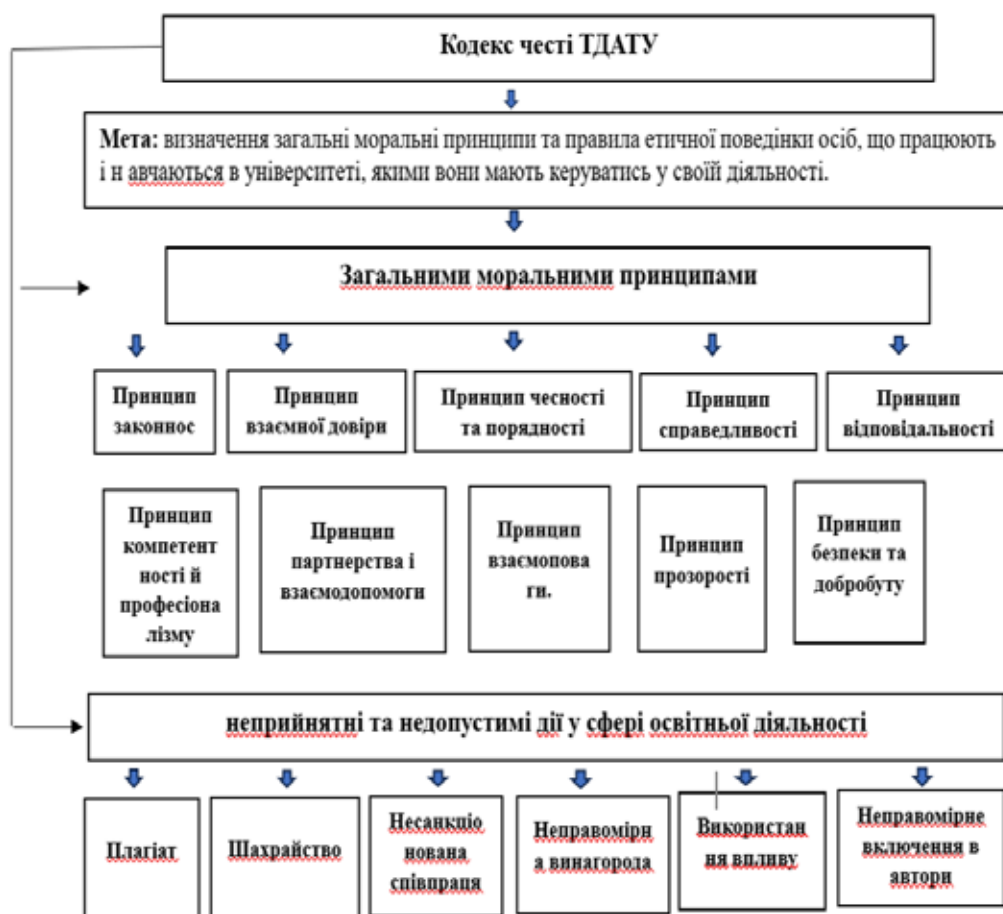 Кодекс честі ТДАТУ
Мета: визначення загальні моральні принципи та правила етичної поведінки осіб, що працюють
і н авчаються в університеті, якими вони мають керуватись у своїй діяльності.
Загальними моральними принципами
Принцип
законнос
Принцип
взаємної довіри
Принцип чесності
та порядності
Принцип
справедливості
Принцип
відповідальності
Принцип
компетент
ності й
професіона
лізму
Принцип
партнерства і
взаємодопомоги
Принцип
взаємопова
ги.
Принцип
прозорості
Принцип
безпеки та
добробуту
неприйнятні та недопустимі дії у сфері освітньої діяльності
Плагіат
Шахрайство
Несанкціо
нована
співпраця
Неправомірн
а винагорода
Використан
ня впливу
Неправомірне
включення в
автори